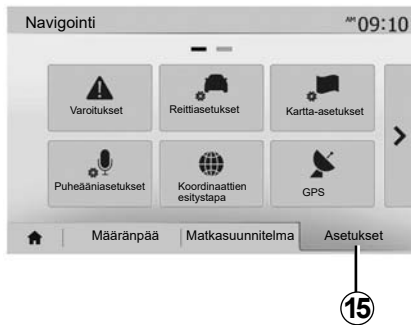 Navigointi
AM 09:10
Varoitukset
Reittiasetukset
Kartta-asetukset
Puheääniasetukset
Koordinaattien
esitystapa
GPS
Määränpää
Matkasuunnitelma
Asetukset
15